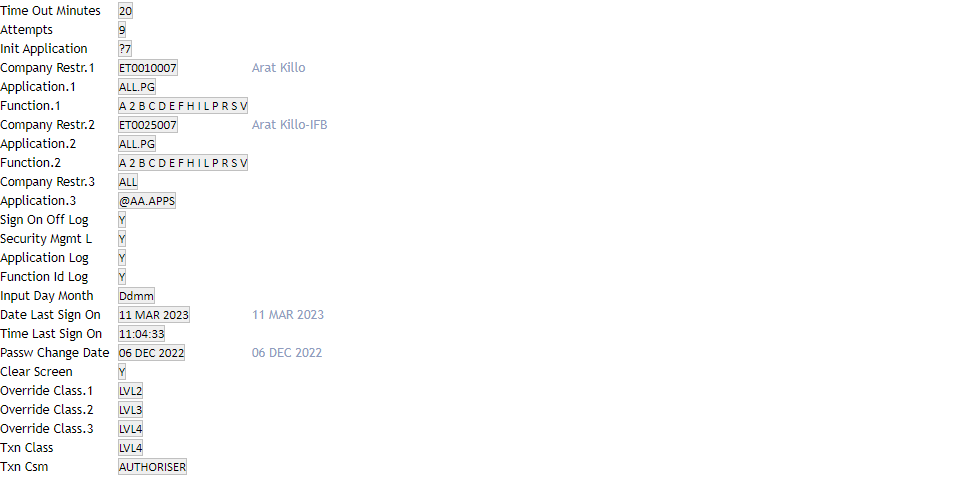 Time Out Minutes 20
Attempts 9
Init Application ?7
Company Restr.1 ET0010007 Arat Killo
Application.1 ALL.PG
Function.1 A 2 B C D E F H I L P R S V
Company Restr.2 ET0025007 Arat Killo-IFB
Application.2 ALL.PG
Function.2 A 2 B C D E F H I L P R S V
Company Restr.3 ALL
Application.3 @AA.APPS
Sign On Off Log Y
Security Mgmt L Y
Application Log Y
Function Id Log Y
Input Day Month Ddmm
Date Last Sign On 11 MAR 2023 11 MAR 2023
Time Last Sign On 11:04:33
Passw Change Date 06 DEC 2022 06 DEC 2022
Clear Screen Y
Override Class.1 LVL2
Override Class.2 LVL3
Override Class.3 LVL4
Txn Class LVL4
Txn Csm AUTHORISER